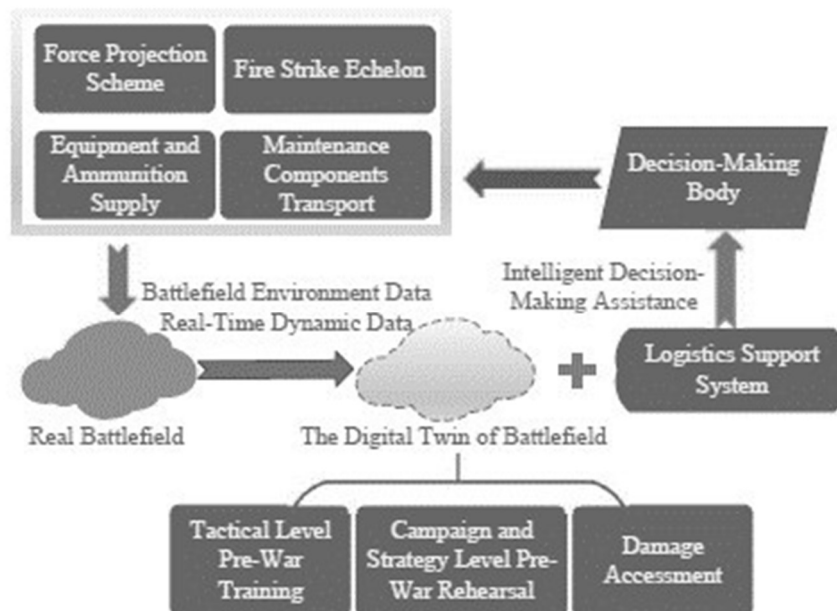 Force Projection
Scheme
Fire Strike Echelon
Equipment and
Ammunition
Supply
Maintenance
Components
Transport
Decision-Making
Body
Intelligent Decision-
Making Assistance
Battlefield Environment Data
Real-Time Dynamic Data
Logistics Support
System
Real Battlefield
The Digital Twin of Battlefield
Tactical Level
Pre-War
Training
Campaign and
Strategy Level Pre-
War Rehearsal
Damage
Accessment